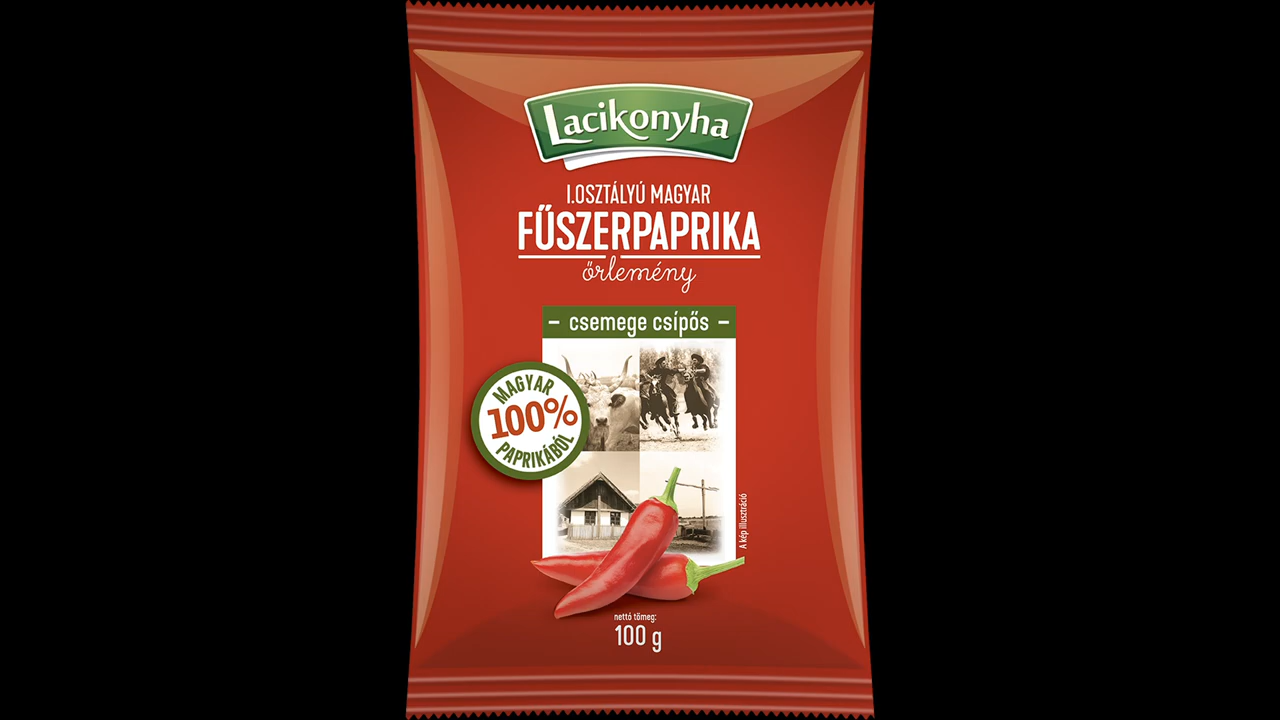 Lacikonyha
I.OSZTÁLYÚ MAGYAR
FŰSZERPAPRIKA
őrlemény
– csemege csípős –
MAGYAR
100%
PAPRIKÁBÓL
A kép illusztráció
nettó tömeg:
100 g